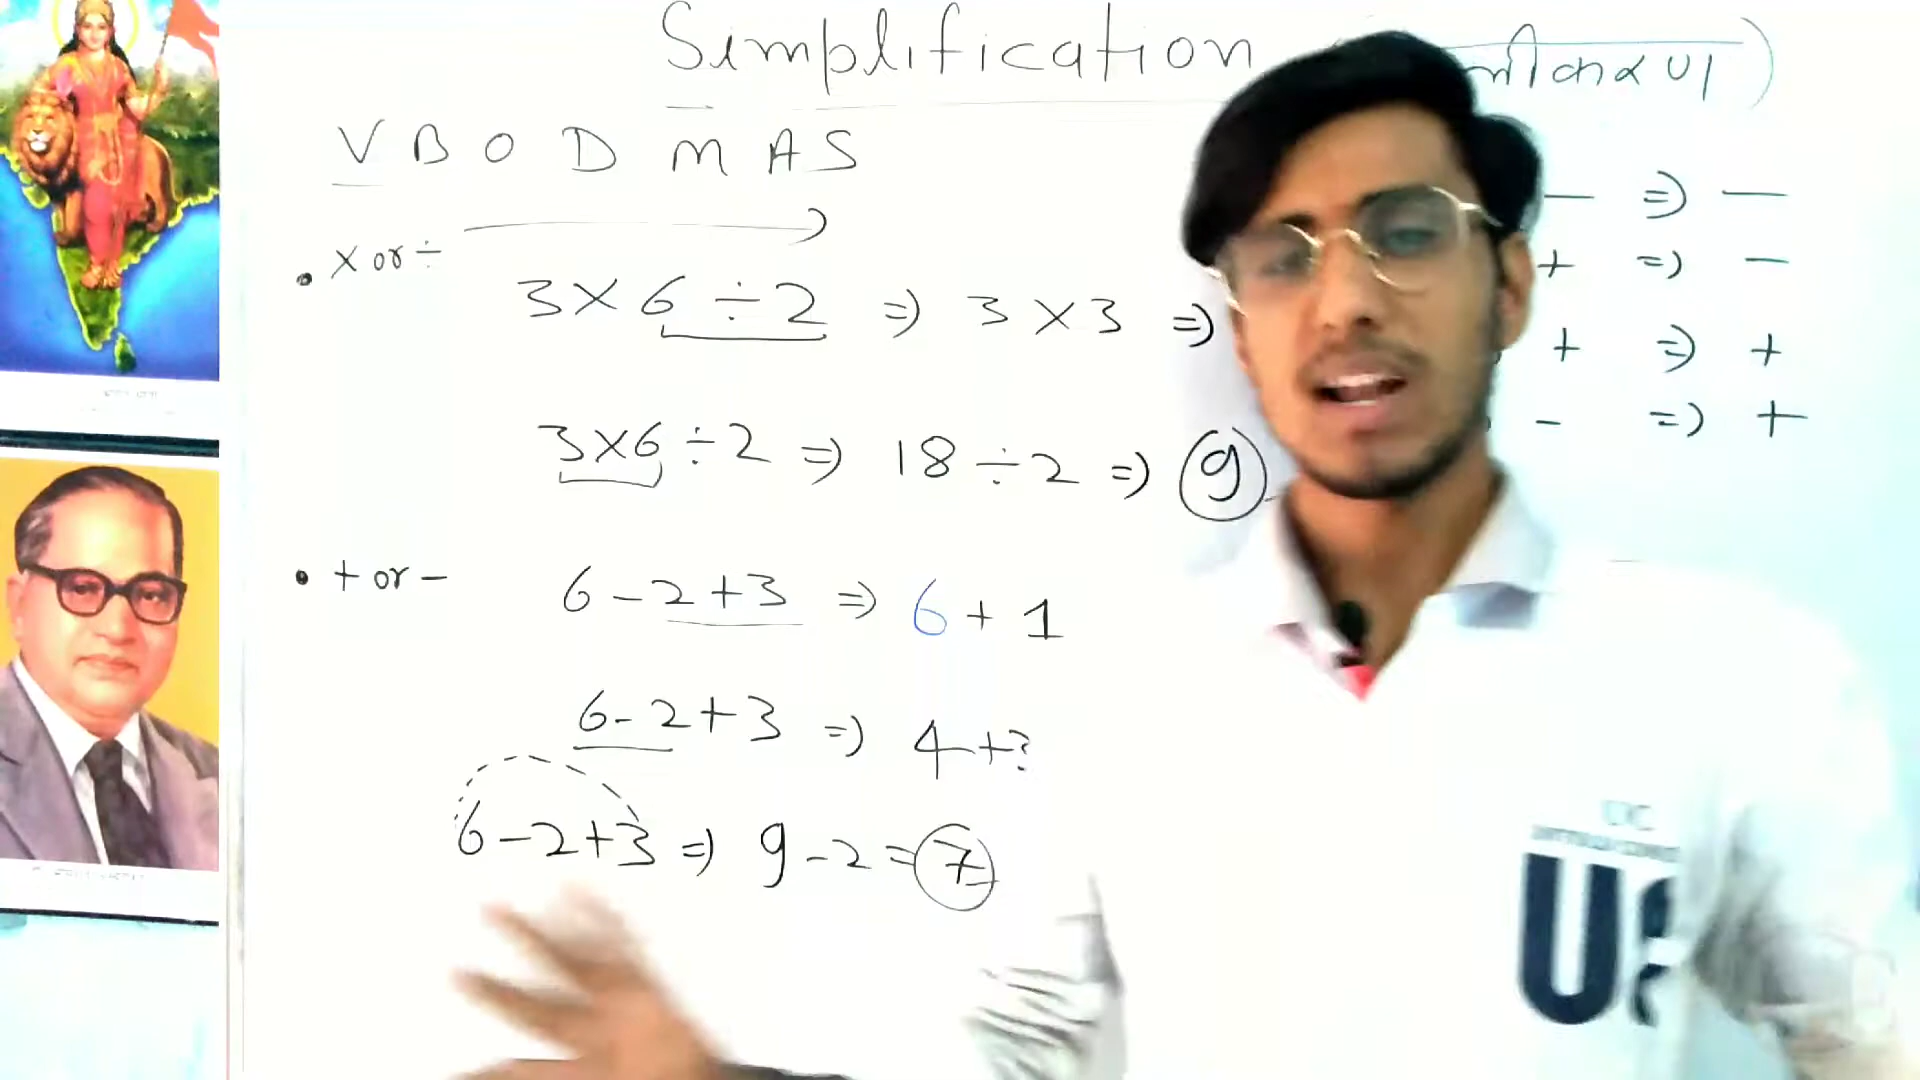 Simplification
V B O D M A S
— => —
• × or ÷
+ => —
3 × 6 ÷ 2 => 3 × 3 =>
+ => +
- => +
3 × 6 ÷ 2 => 18 ÷ 2 => 9
• + or -
6 - 2 + 3 => 6 + 1
6 - 2 + 3 => 4 + 3
6 - 2 + 3 => 9 - 2 = 7
U